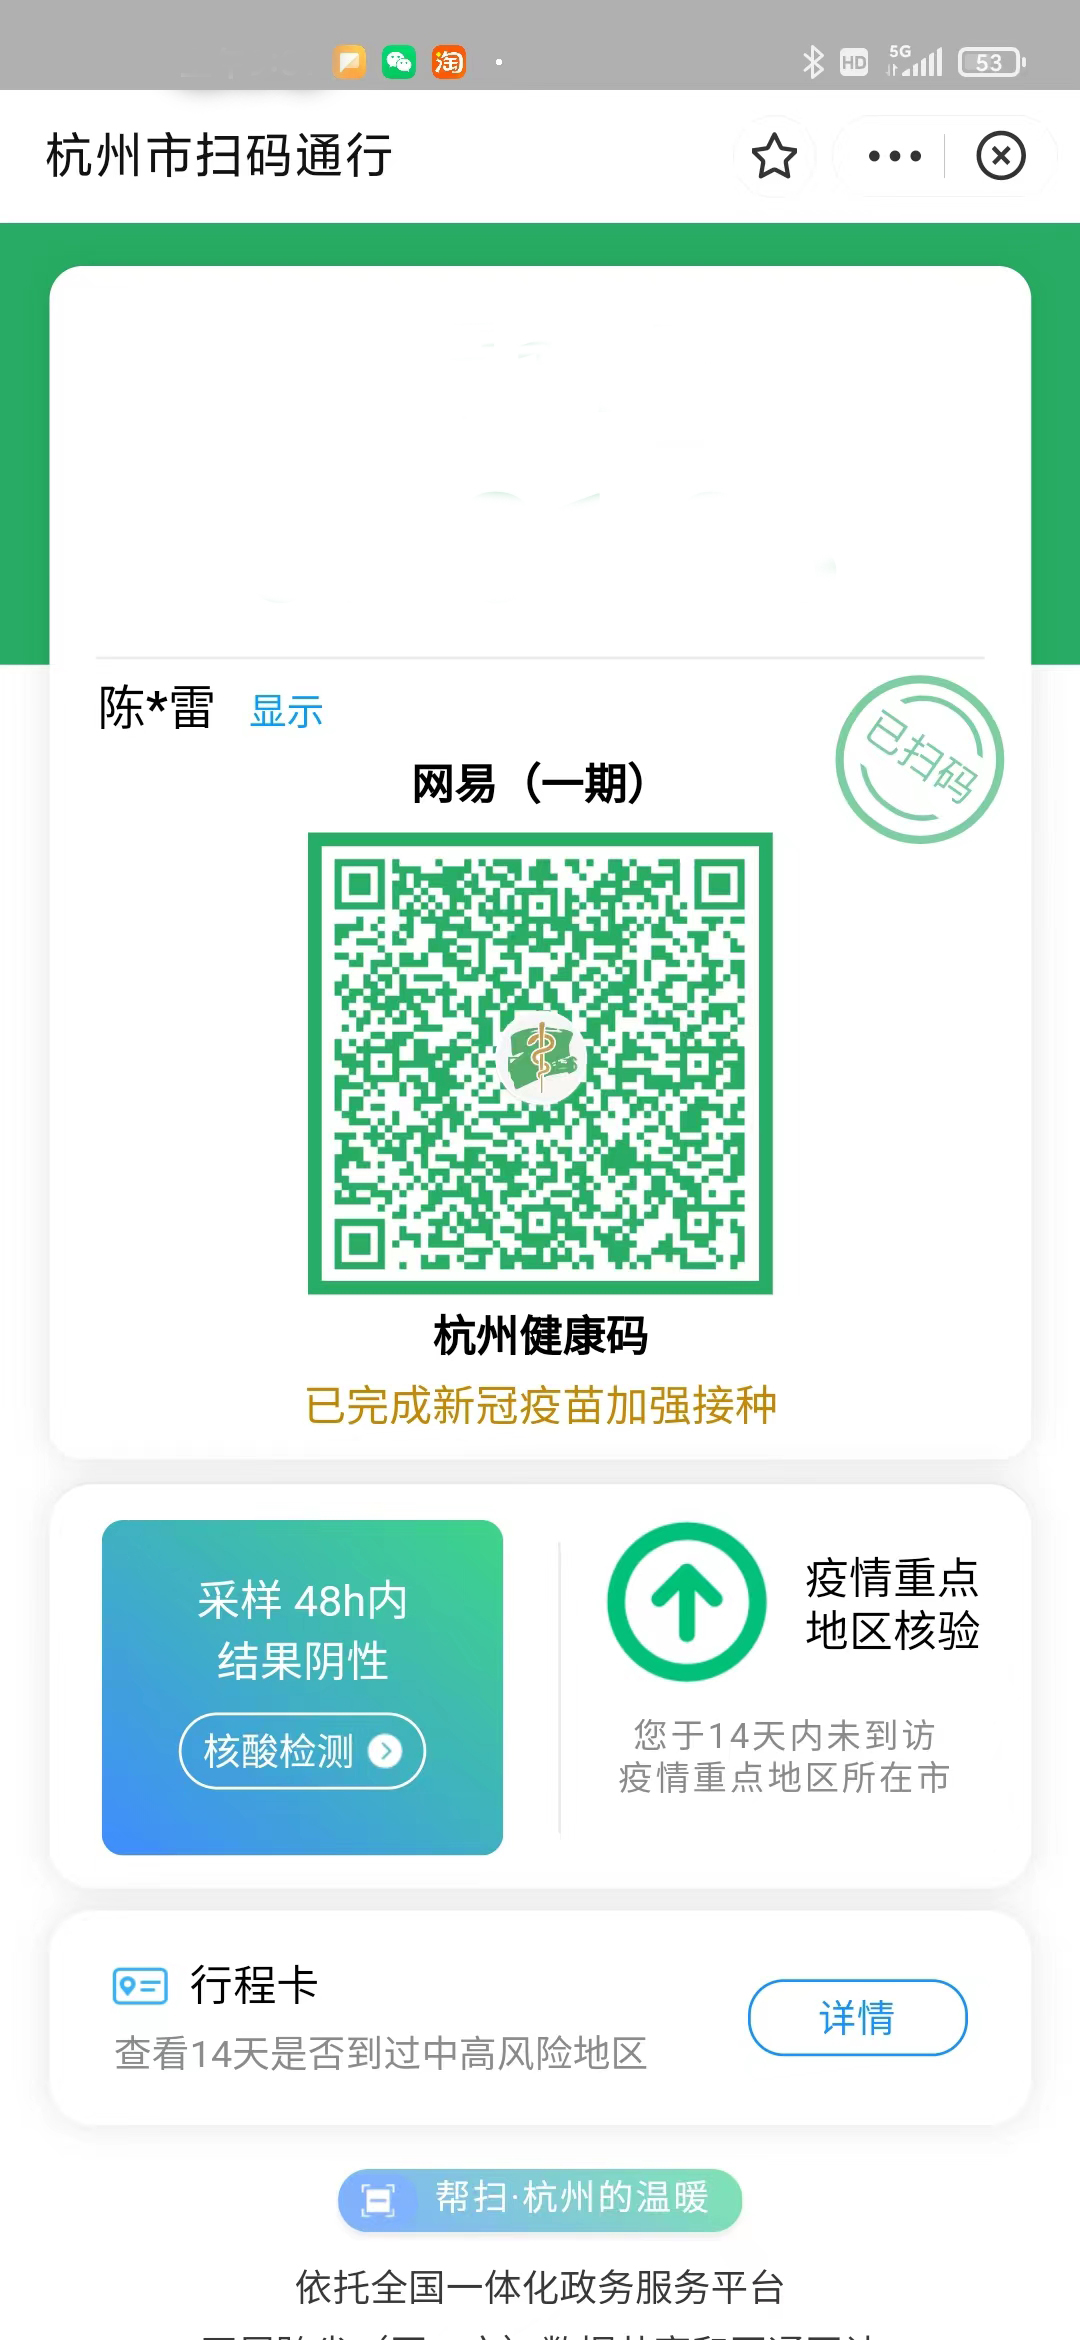 淘
HD
5G
53
杭州市扫码通行
陈*雷 显示
已扫码
网易（一期）
杭州健康码
已完成新冠疫苗加强接种
采样 48h内
结果阴性
核酸检测
疫情重点
地区核验
您于14天内未到访
疫情重点地区所在市
行程卡
查看14天是否到过中高风险地区
详情
帮扫·杭州的温暖
依托全国一体化政务服务平台